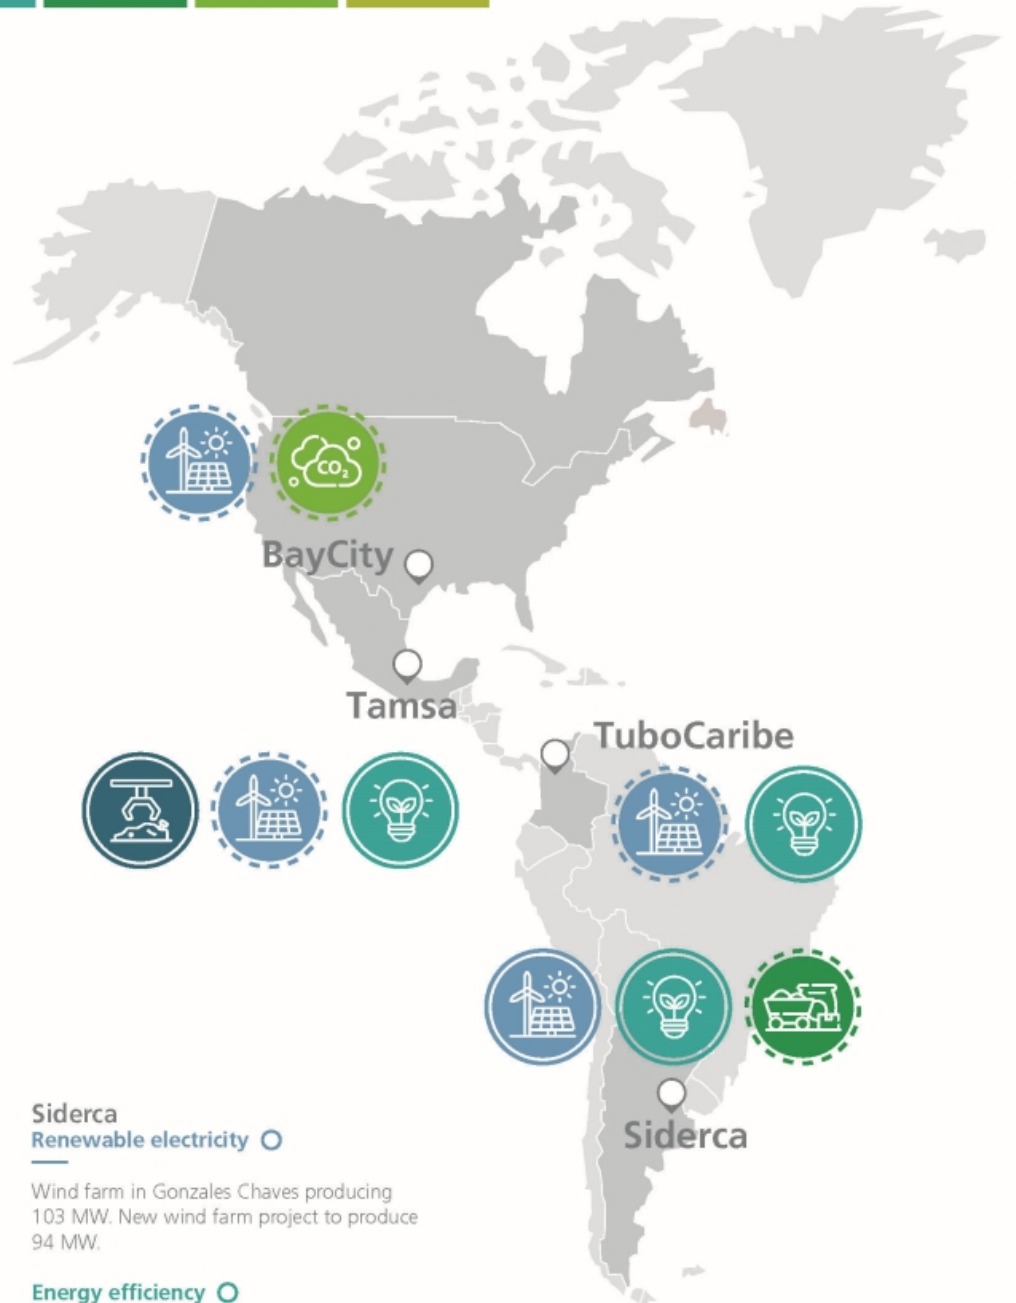 CO₂
BayCity
Tamsa
TuboCaribe
Siderca
Siderca
Renewable electricity
Wind farm in Gonzales Chaves producing
103 MW. New wind farm project to produce
94 MW.
Energy efficiency